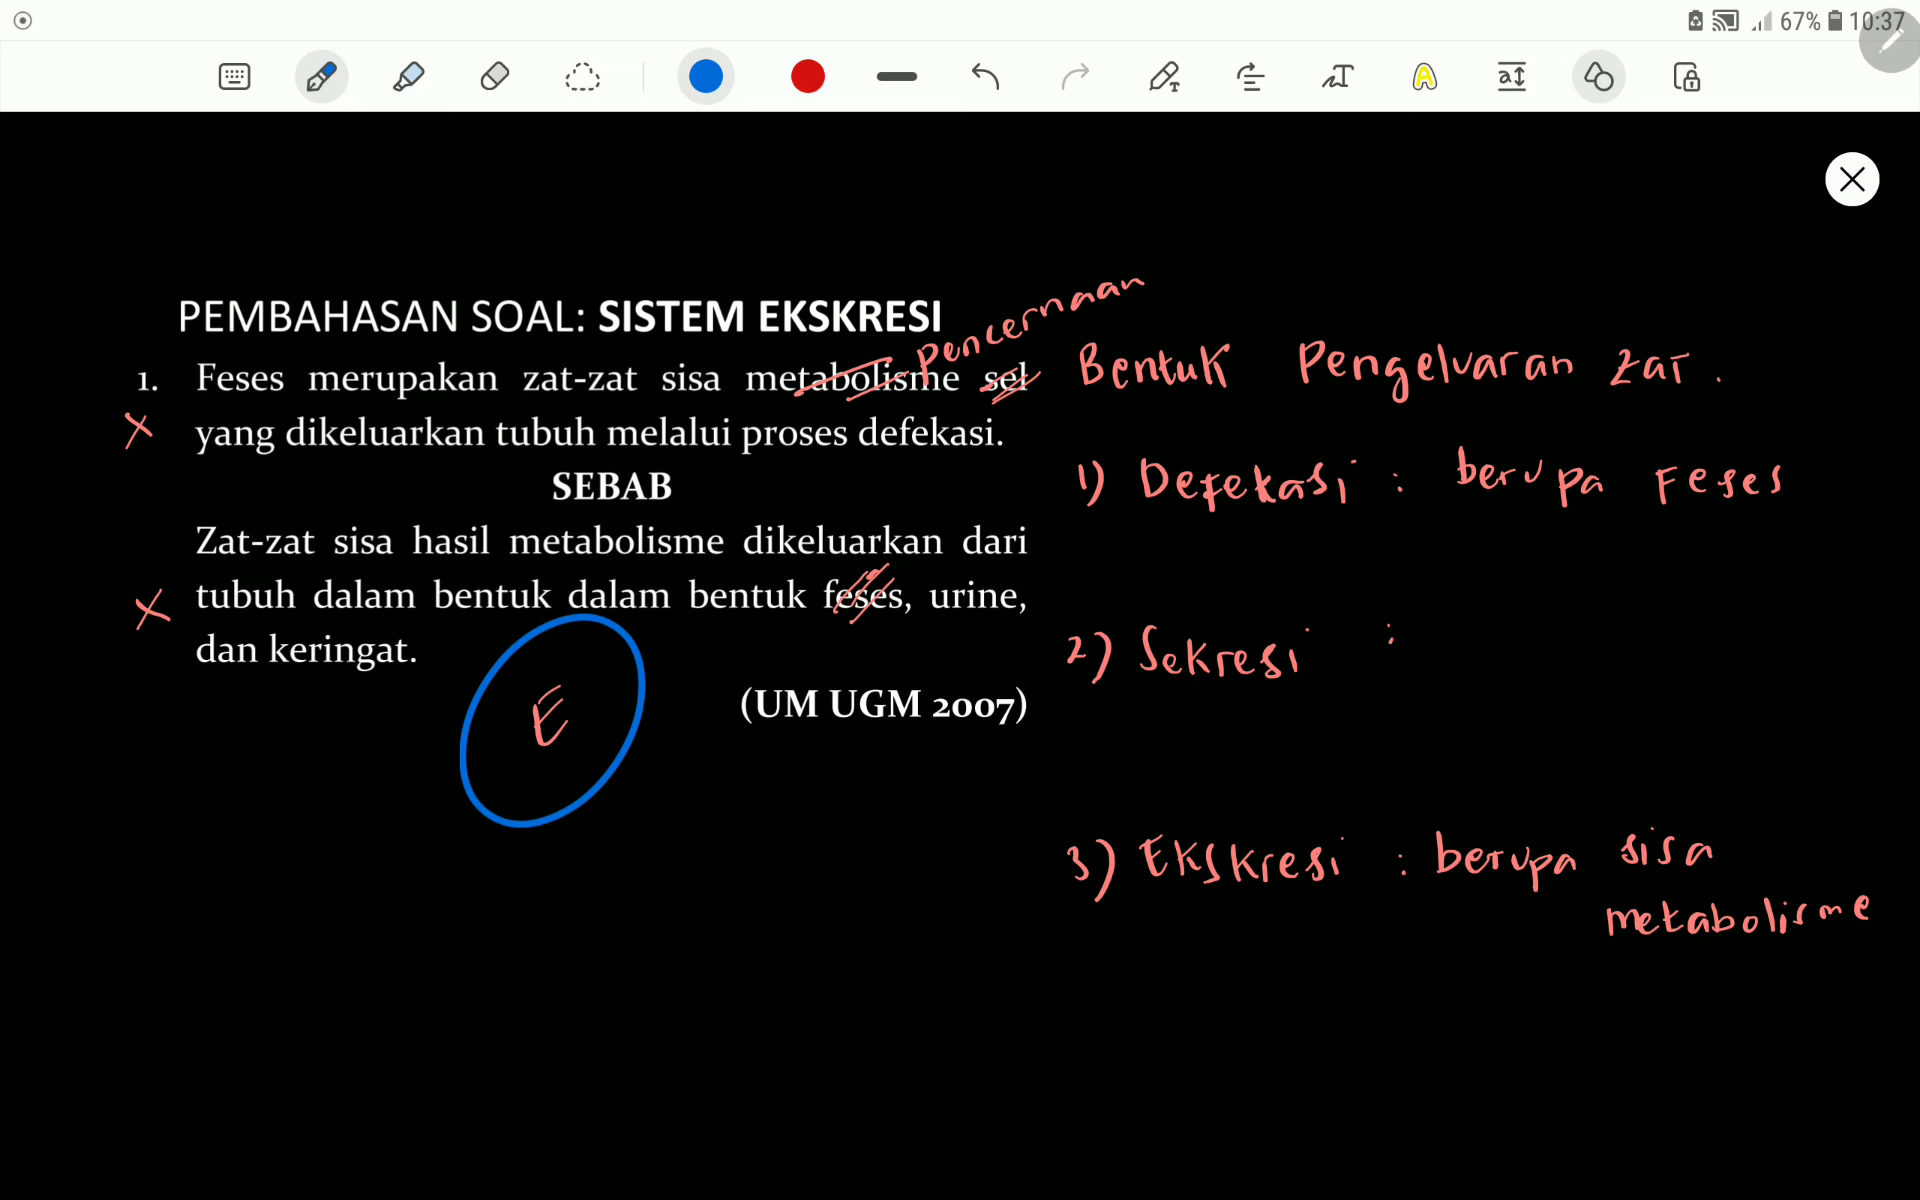 67% 10:37
PEMBAHASAN SOAL: SISTEM EKSKRESI
pencernaan
1. Feses merupakan zat-zat sisa metabolisme sel
yang dikeluarkan tubuh melalui proses defekasi.
SEBAB
Zat-zat sisa hasil metabolisme dikeluarkan dari
tubuh dalam bentuk dalam bentuk feses, urine,
dan keringat.
(UM UGM 2007)
E
Bentuk Pengeluaran zat.
1) Defekasi : berupa Feses
2) Sekresi :
3) Ekskresi : berupa sisa
metabolisme